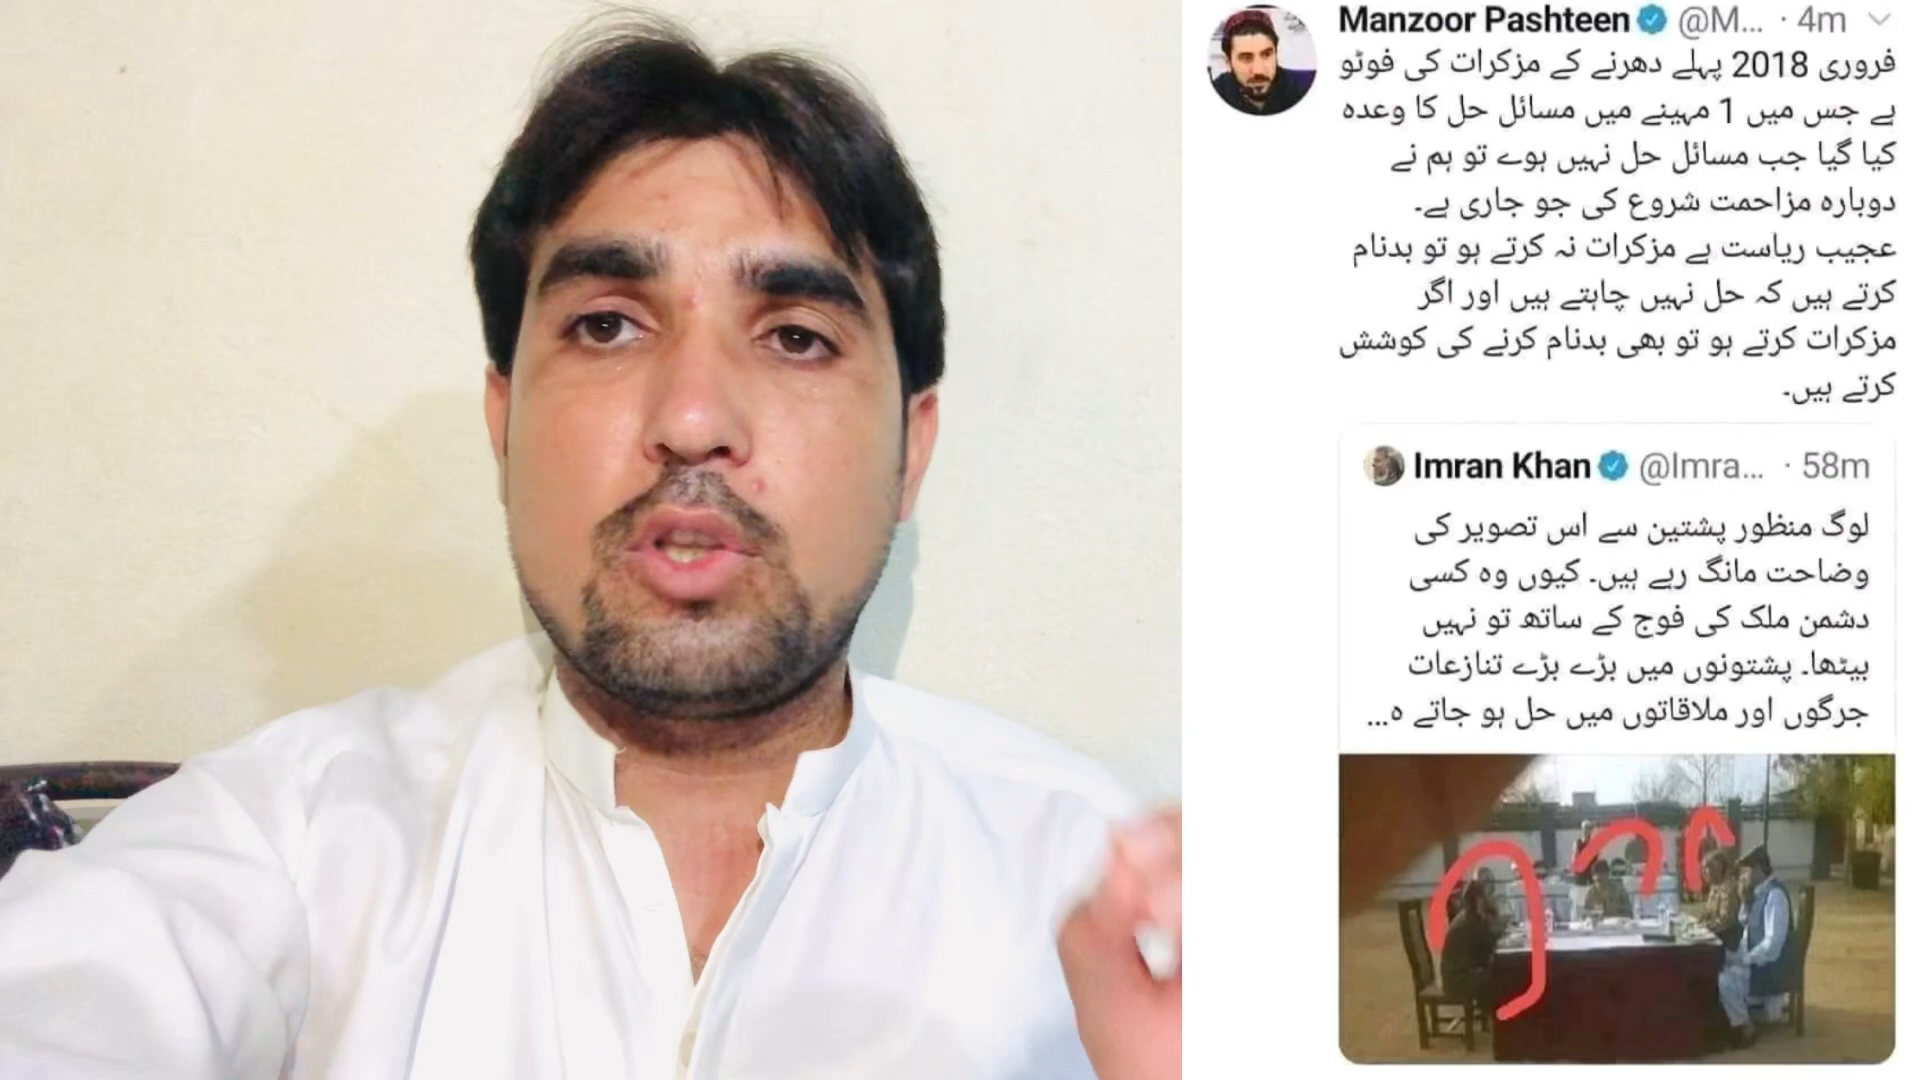 Manzoor Pashteen @M... · 4m
فروری 2018 پہلے دھرنے کے مزکرات کی فوٹو
ہے جس میں 1 مہینے میں مسائل حل کا وعدہ
کیا گیا جب مسائل حل نہیں ہوے تو ہم نے
دوبارہ مزاحمت شروع کی جو جاری ہے۔
عجیب ریاست ہے مزکرات نہ کرتے ہو تو بدنام
کرتے ہیں کہ حل نہیں چاہتے ہیں اور اگر
مزکرات کرتے ہو تو بھی بدنام کرنے کی کوشش
کرتے ہیں۔
Imran Khan @Imra... · 58m
لوگ منظور پشتین سے اس تصویر کی
وضاحت مانگ رہے ہیں۔ کیوں وہ کسی
دشمن ملک کی فوج کے ساتھ تو نہیں
بیٹھا۔ پشتونوں میں بڑے بڑے تنازعات
جرگوں اور ملاقاتوں میں حل ہو جاتے ہ...